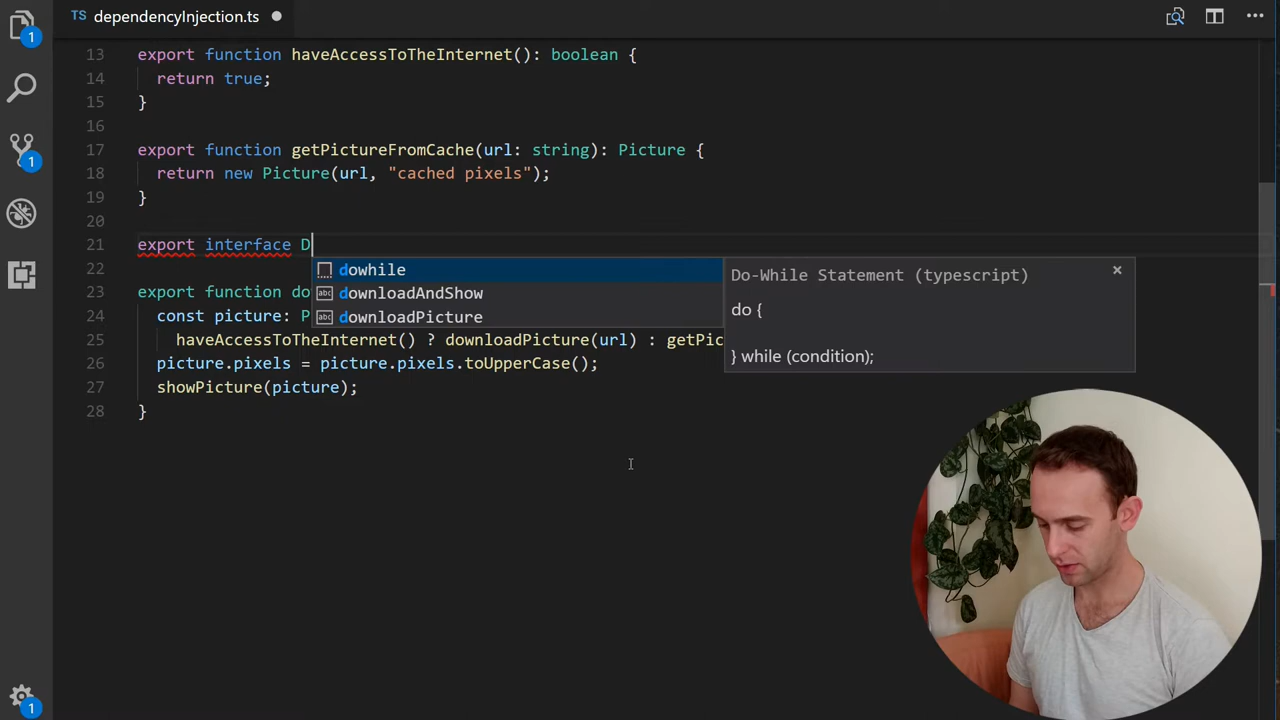 TS dependencyInjection.ts
1
13 export function haveAccessToTheInternet(): boolean {
14 return true;
15 }
16
17 export function getPictureFromCache(url: string): Picture {
18 return new Picture(url, "cached pixels");
19 }
20
21 export interface D
22
dowhile
downloadAndShow
downloadPicture
Do-While Statement (typescript)
do {
} while (condition);
23 export function do
24 const picture: P
25 haveAccessToTheInternet() ? downloadPicture(url) : getPic
26 picture.pixels = picture.pixels.toUpperCase();
27 showPicture(picture);
28 }
1
1